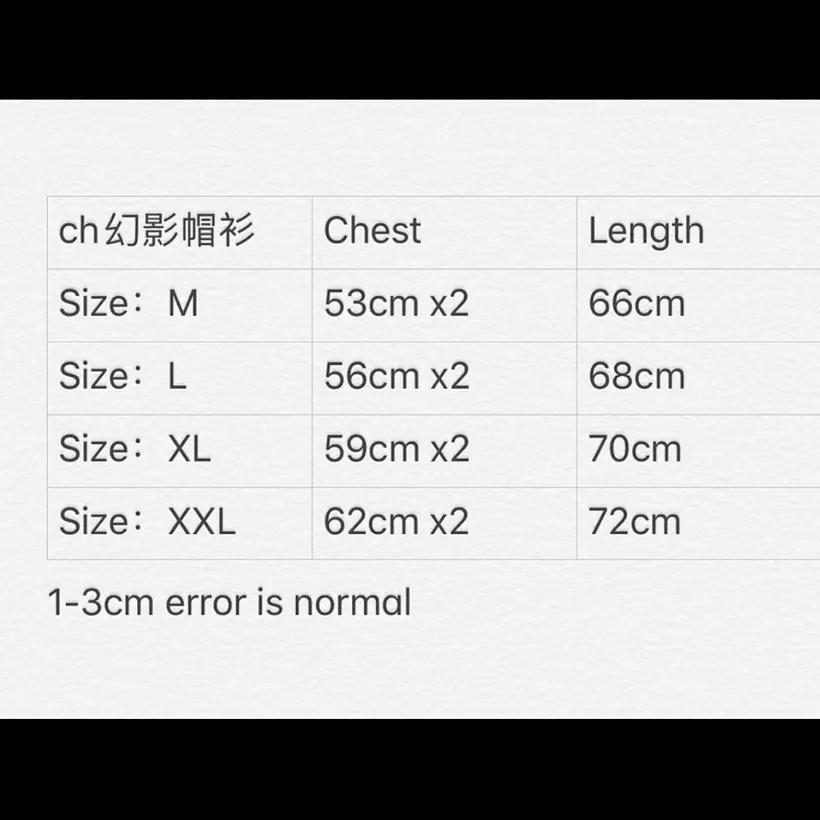 ch幻影帽衫 Chest Length
Size：M 53cm x2 66cm
Size：L 56cm x2 68cm
Size：XL 59cm x2 70cm
Size：XXL 62cm x2 72cm
1-3cm error is normal